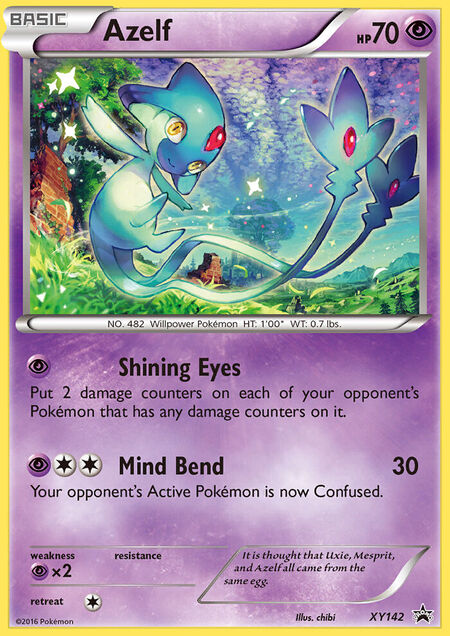 BASIC
Azelf
HP70
NO. 482 Willpower Pokémon HT: 1'00" WT: 0.7 lbs.
Shining Eyes
Put 2 damage counters on each of your opponent's
Pokémon that has any damage counters on it.
Mind Bend 30
Your opponent's Active Pokémon is now Confused.
weakness resistance
×2
retreat
It is thought that Uxie, Mesprit,
and Azelf all came from the
same egg.
©2016 Pokémon
Illus. chibi XY142
PROMO